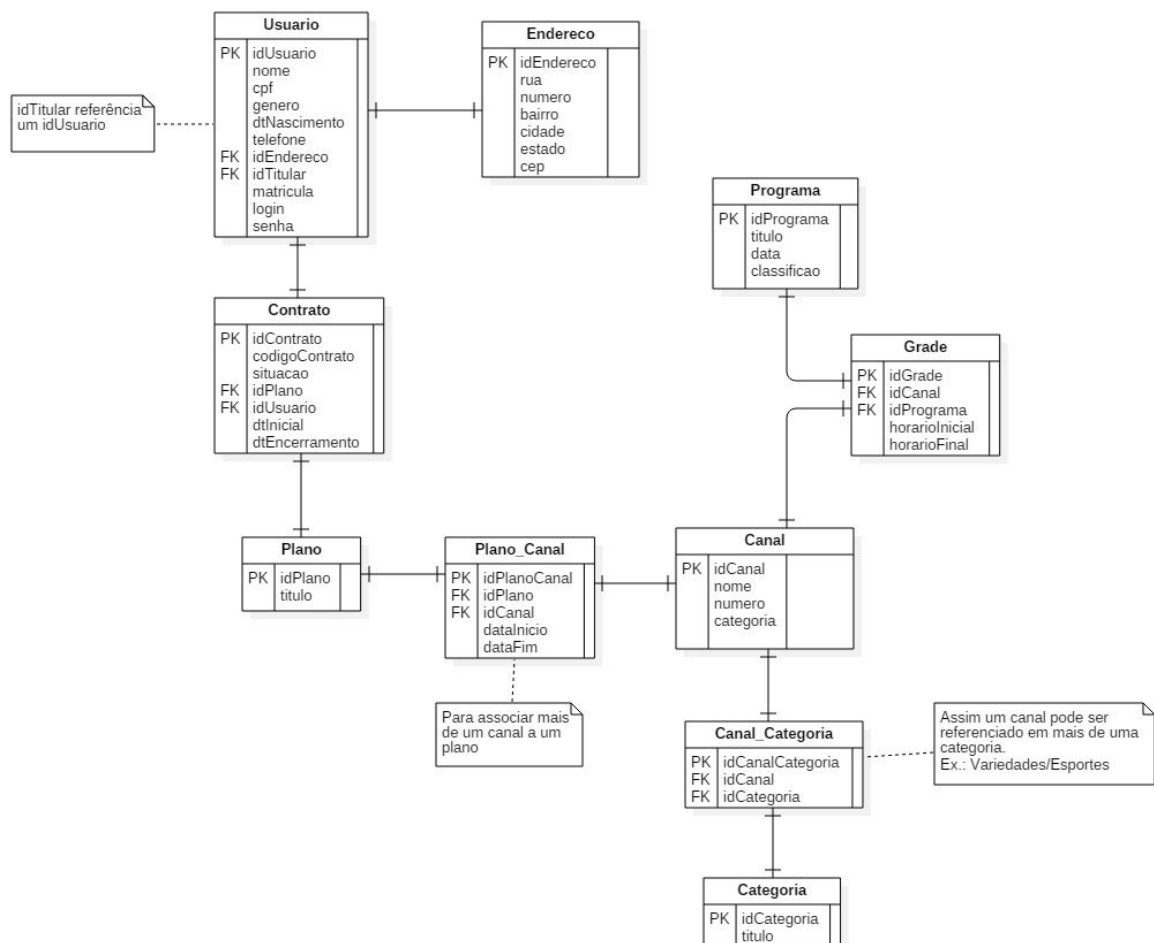 Usuario
PK idUsuario
nome
cpf
genero
dtNascimento
telefone
FK idEndereco
FK idTitular
matricula
login
senha
Endereco
PK idEndereco
rua
numero
bairro
cidade
estado
cep
idTitular referência
um idUsuario
Programa
PK idPrograma
titulo
data
classificao
Contrato
PK idContrato
codigoContrato
situacao
FK idPlano
FK idUsuario
dtInicial
dtEncerramento
Grade
PK idGrade
FK idCanal
FK idPrograma
horarioInicial
horarioFinal
Plano
PK idPlano
titulo
Plano_Canal
PK idPlanoCanal
FK idPlano
FK idCanal
dataInicio
dataFim
Canal
PK idCanal
nome
numero
categoria
Para associar mais
de um canal a um
plano
Canal_Categoria
PK idCanalCategoria
FK idCanal
FK idCategoria
Assim um canal pode ser
referenciado em mais de uma
categoria.
Ex.: Variedades/Esportes
Categoria
PK idCategoria
titulo